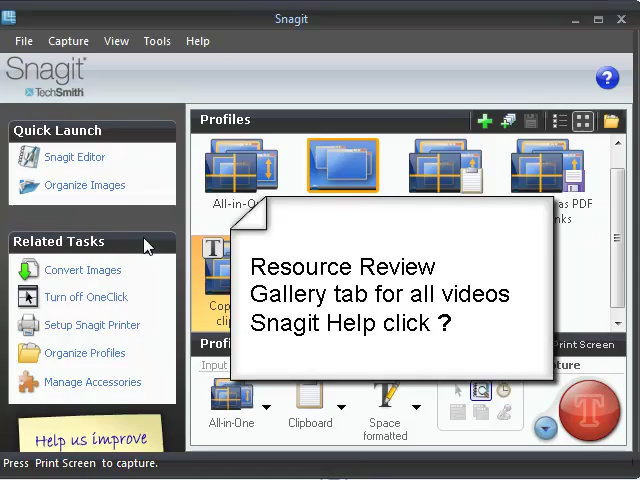 Snagit
File Capture View Tools Help
Snagit
TechSmith
?
Quick Launch
Snagit Editor
Organize Images
Related Tasks
Convert Images
Turn off OneClick
Setup Snagit Printer
Organize Profiles
Manage Accessories
Help us improve
Profiles
All-in-O
as PDF
nks
T
Cop
clip
Resource Review
Gallery tab for all videos
Snagit Help click ?
Profi
Print Screen
Input
ture
All-in-One
Clipboard
Space
formatted
T
Press Print Screen to capture.